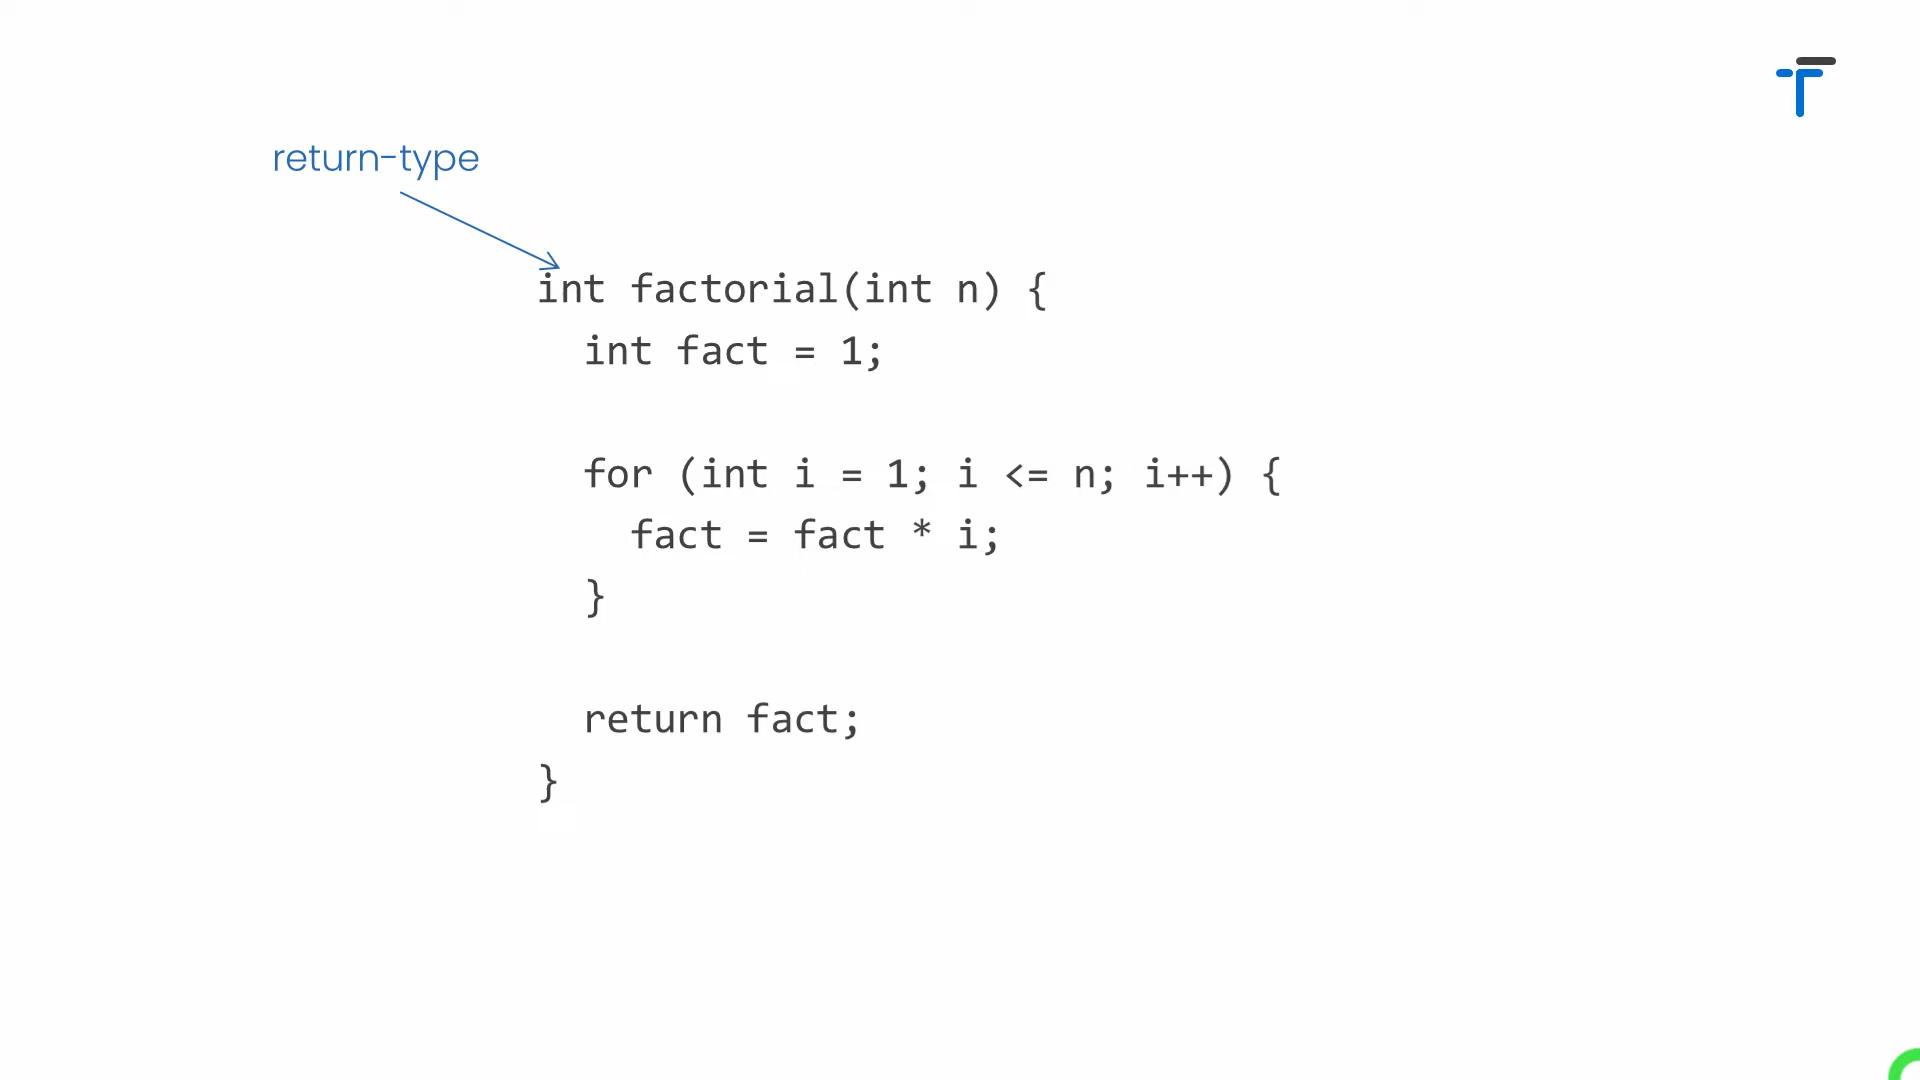 return-type
int factorial(int n) {
int fact = 1;
for (int i = 1; i <= n; i++) {
fact = fact * i;
}
return fact;
}